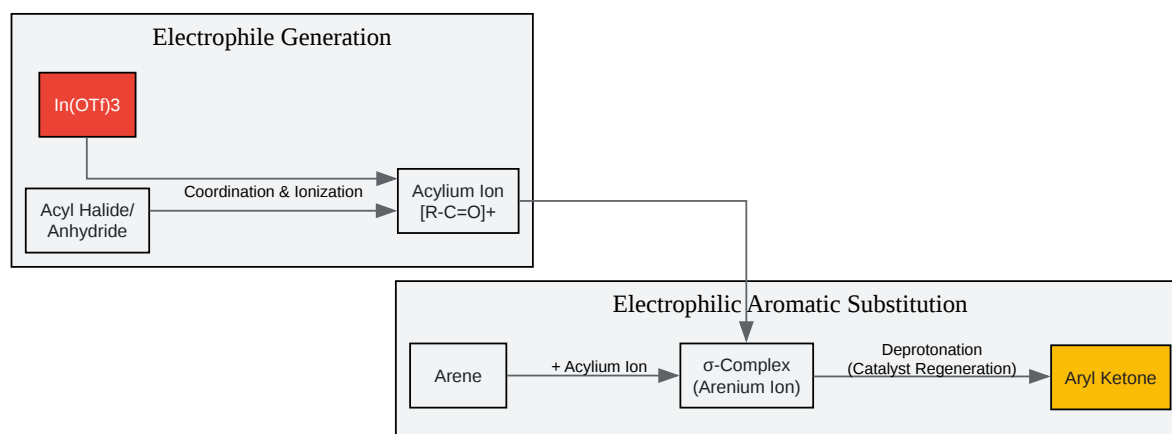 Electrophile Generation
In(OTf)3
Coordination & Ionization
Acyl Halide/
Anhydride
Acylium Ion
[R-C=O]+
Electrophilic Aromatic Substitution
Arene
+ Acylium Ion
σ-Complex
(Arenium Ion)
Deprotonation
(Catalyst Regeneration)
Aryl Ketone